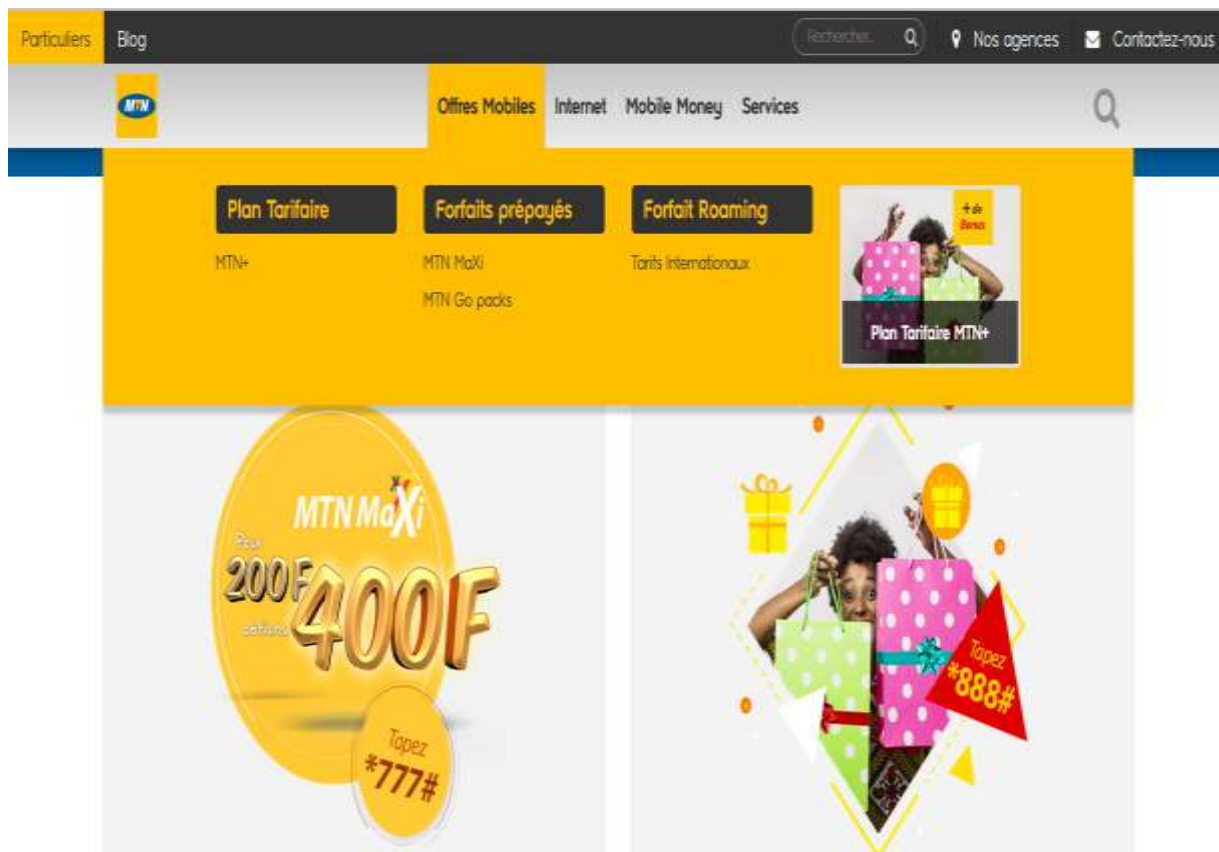 Particuliers Blog Rechercher... Nos agences Contactez-nous
MTN Offres Mobiles Internet Mobile Money Services
Plan Tarifaire Forfaits prépayés Forfait Roaming
MTN+ MTN MaXi Tarifs Internationaux
MTN Go packs
+ de
Bonus
Plan Tarifaire MTN+
MTN MaXi
Pour
200F 400F
obtiens
Tapez
*777#
Tapez
*888#